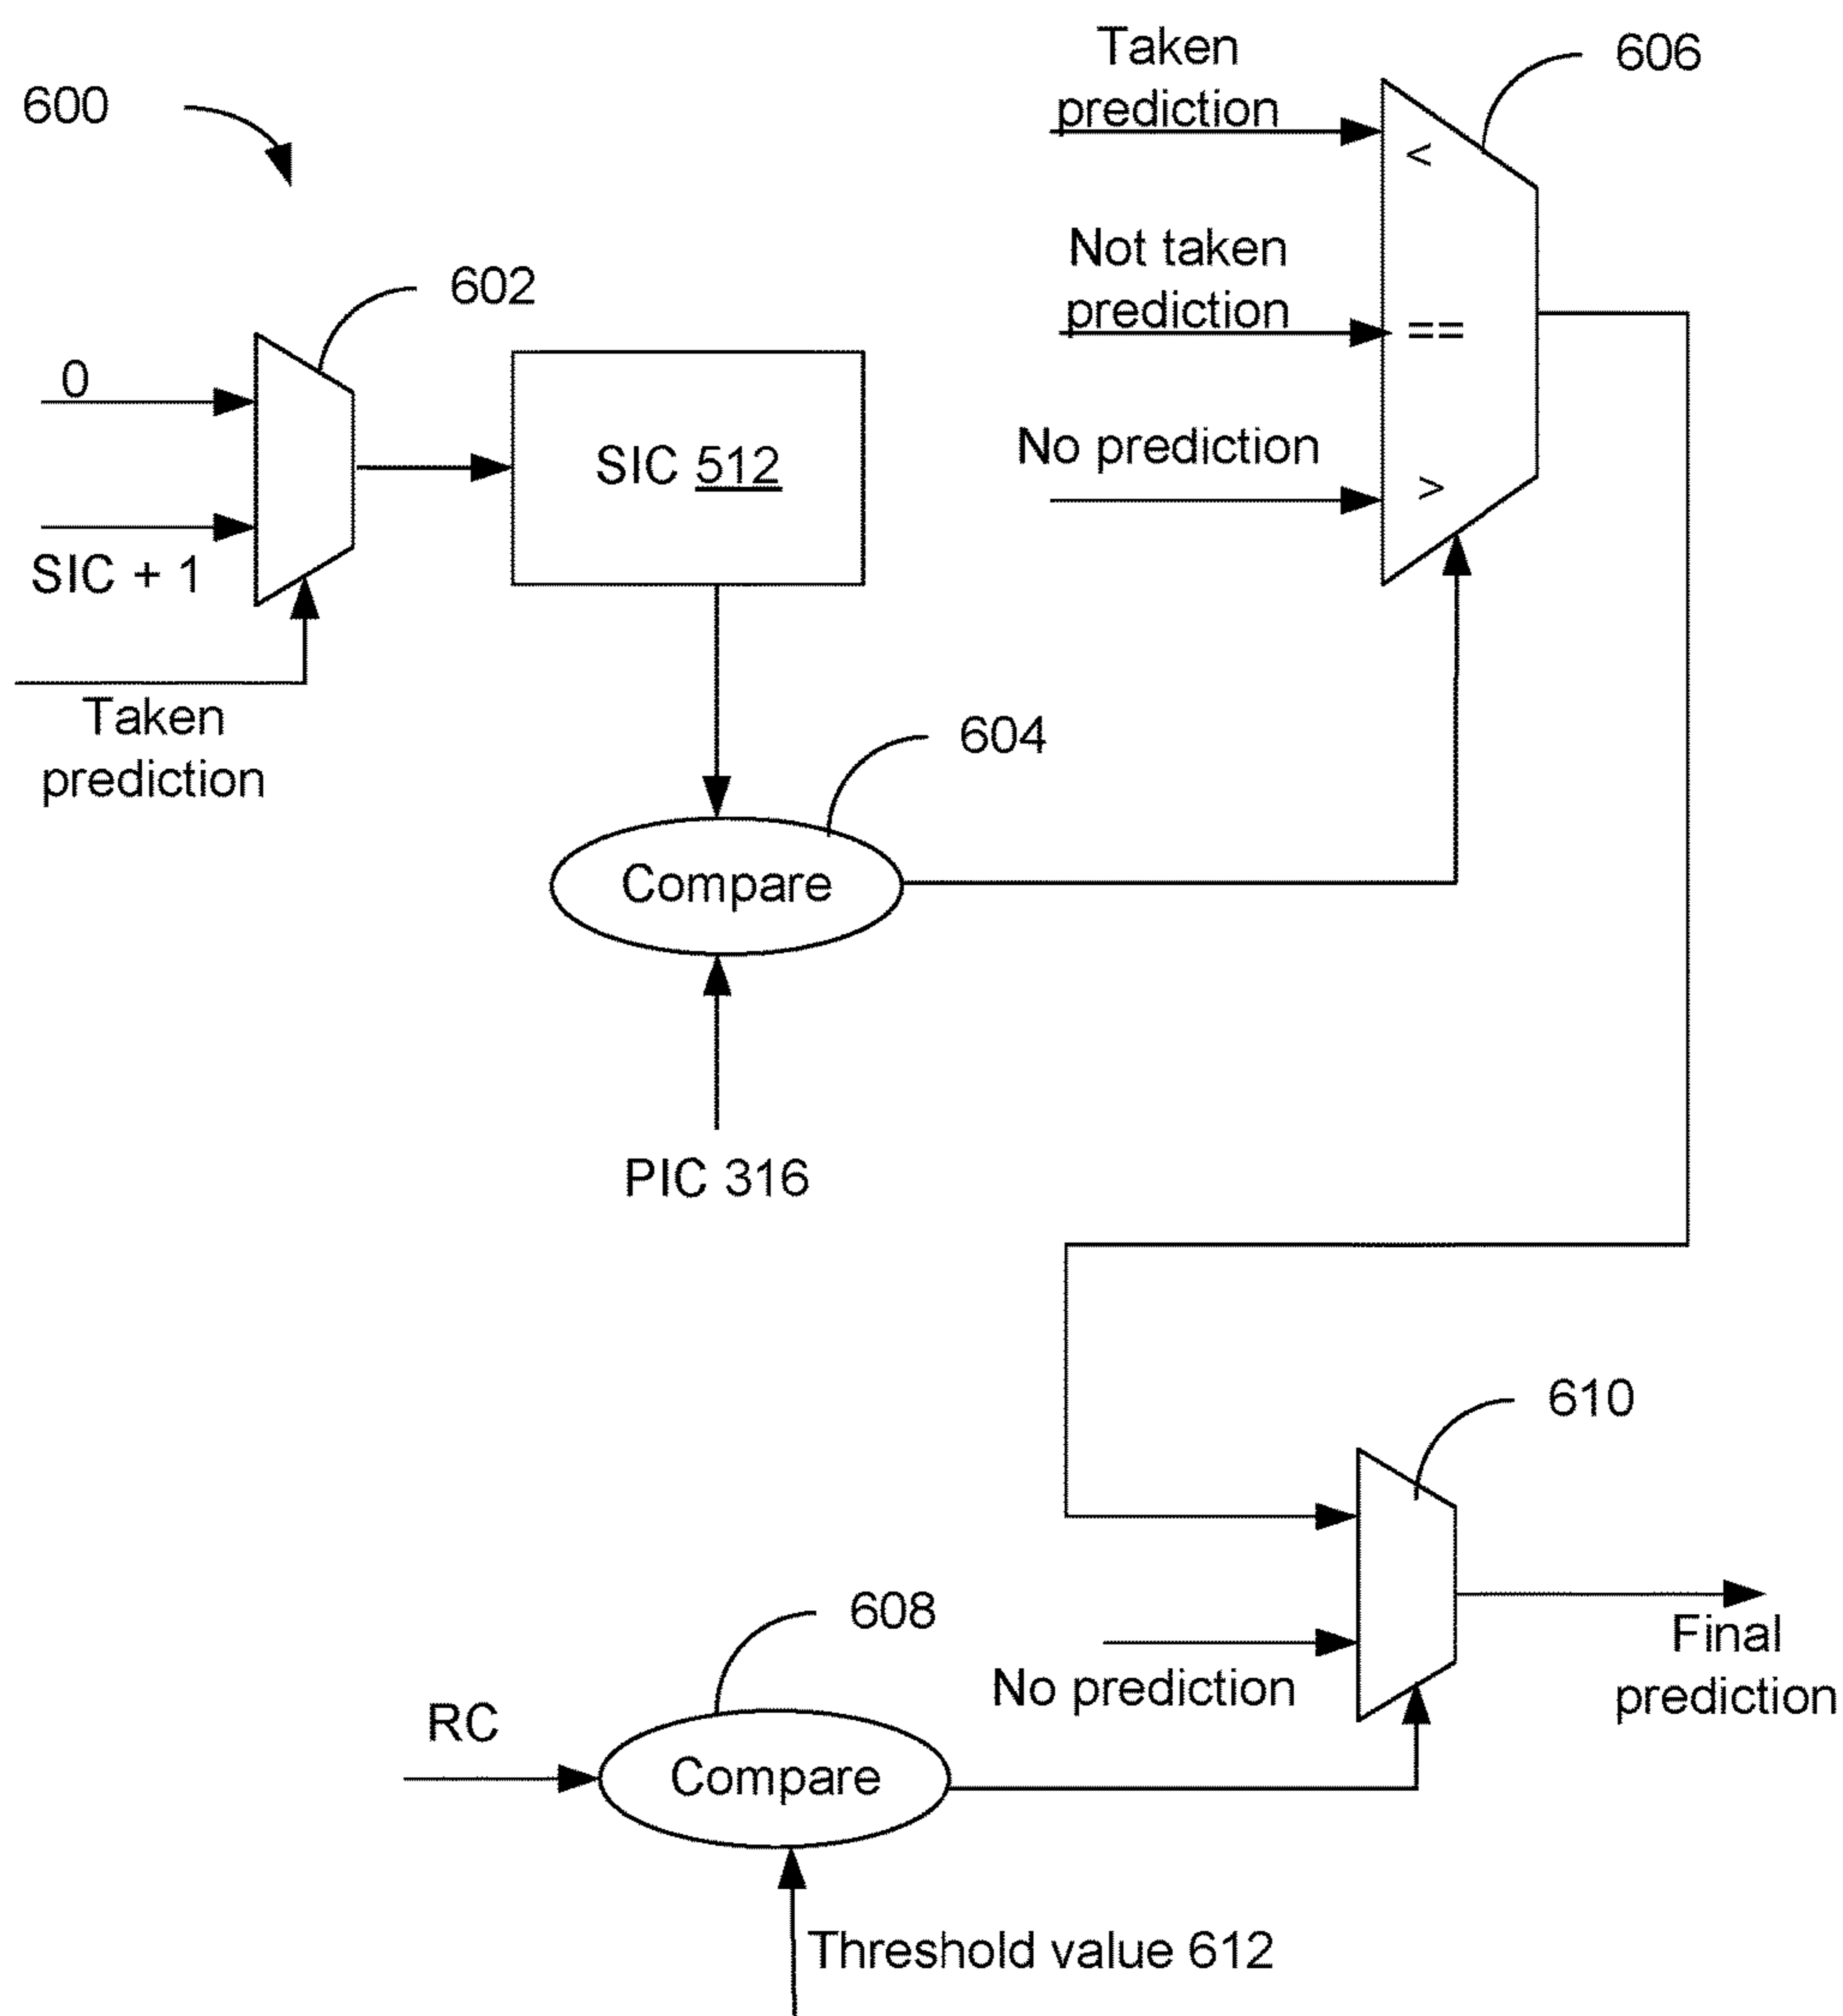 Taken
prediction
606
600
Not taken
prediction
<
==
>
No prediction
602
0
SIC + 1
SIC 512
Taken
prediction
604
Compare
PIC 316
610
608
No prediction
Final
prediction
RC
Compare
Threshold value 612